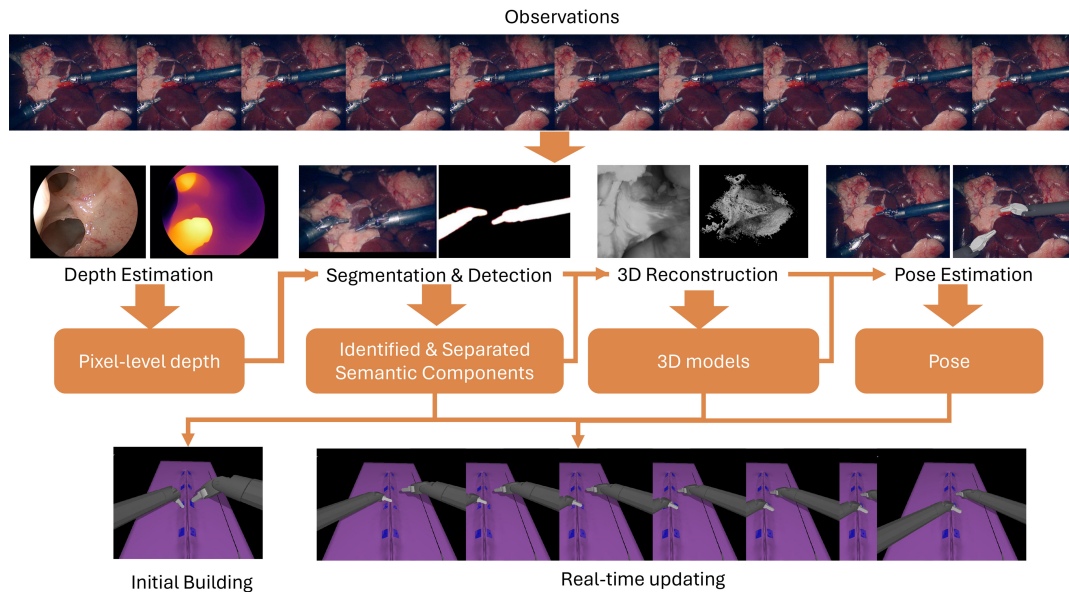 Observations
Depth Estimation
Segmentation & Detection
3D Reconstruction
Pose Estimation
Pixel-level depth
Identified & Separated
Semantic Components
3D models
Pose
Initial Building
Real-time updating